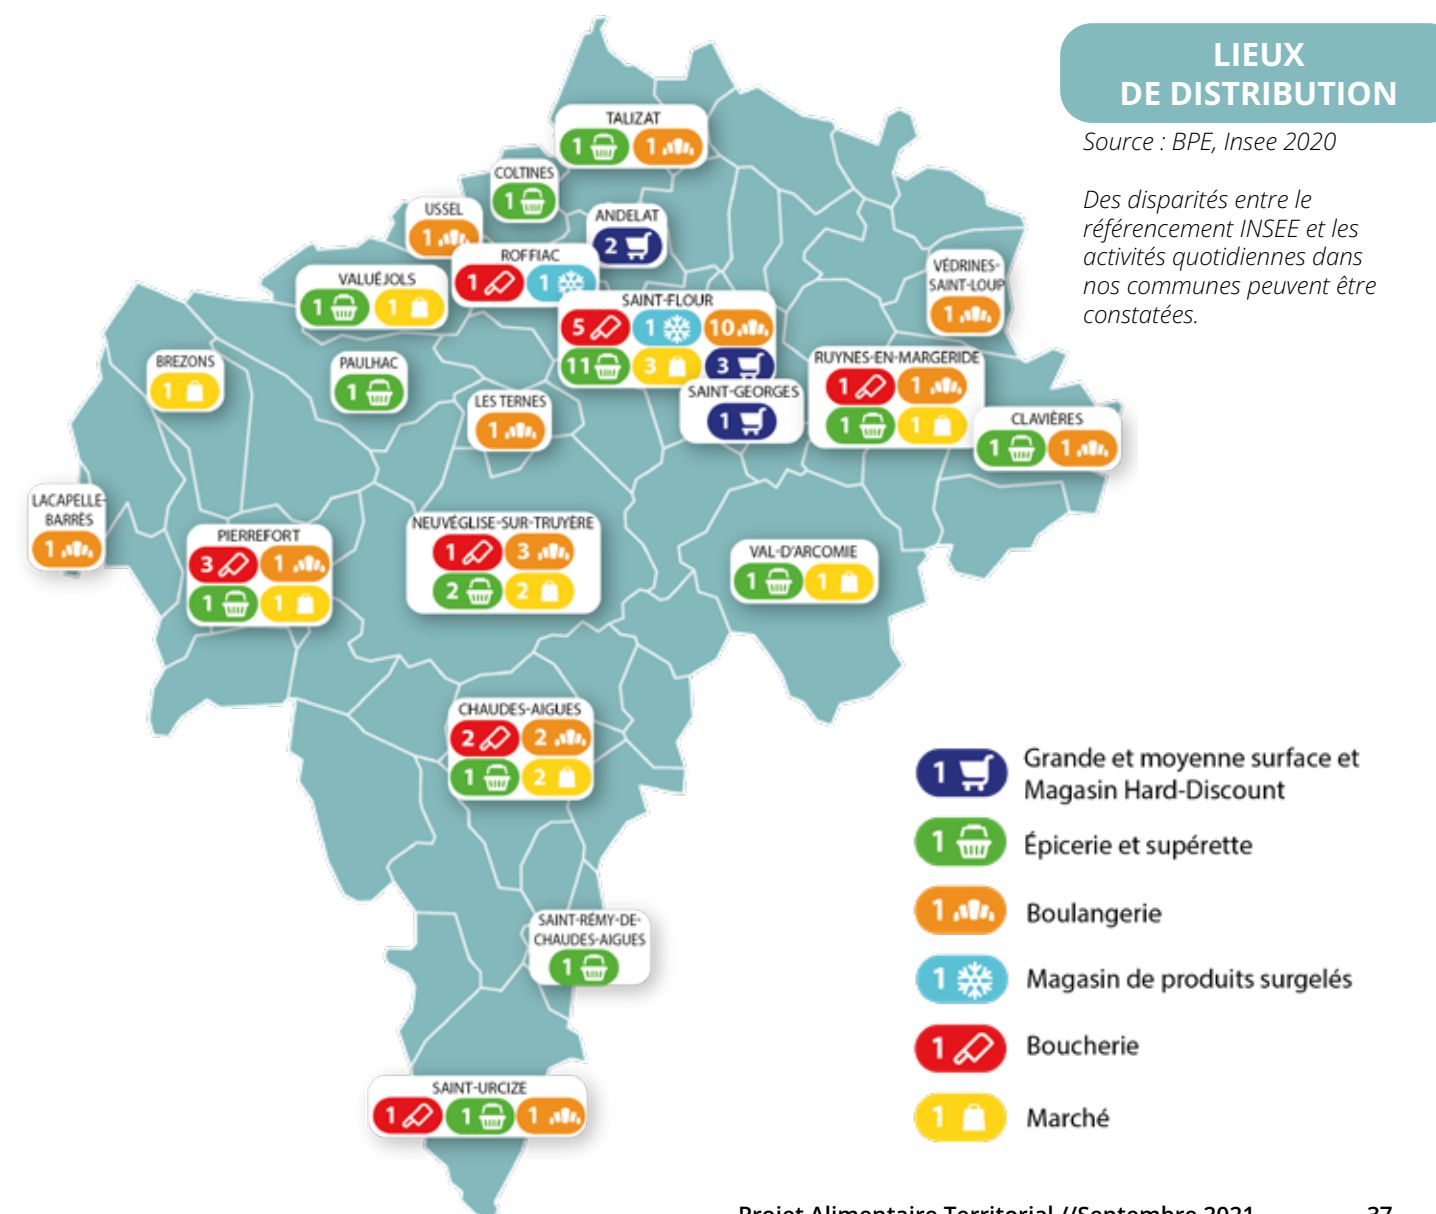 LIEUX
DE DISTRIBUTION
Source : BPE, Insee 2020
Des disparités entre le
référencement INSEE et les
activités quotidiennes dans
nos communes peuvent être
constatées.
TALIZAT
1 1
COLTINES
1
USSEL
1
ANDELAT
2
ROFFIAC
1 1
VALUÉJOLS
1 1
SAINT-FLOUR
5 1 10
11 3 3
VÉDRINES-
SAINT-LOUP
1
BREZONS
1
PAULHAC
1
LES TERNES
1
SAINT-GEORGES
1
RUYNES-EN-MARGERIDE
1 1
1 1
CLAVIÈRES
1 1
LACAPELLE-
BARRÈS
1
PIERREFORT
3 1
1 1
NEUVÉGLISE-SUR-TRUYÈRE
1 3
2 2
VAL-D'ARCOMIE
1 1
CHAUDES-AIGUES
2 2
1 2
SAINT-RÉMY-DE-
CHAUDES-AIGUES
1
SAINT-URCIZE
1 1 1
1 Grande et moyenne surface et
Magasin Hard-Discount
1 Épicerie et supérette
1 Boulangerie
1 Magasin de produits surgelés
1 Boucherie
1 Marché
Projet Alimentaire Territorial //Septembre 2021 37